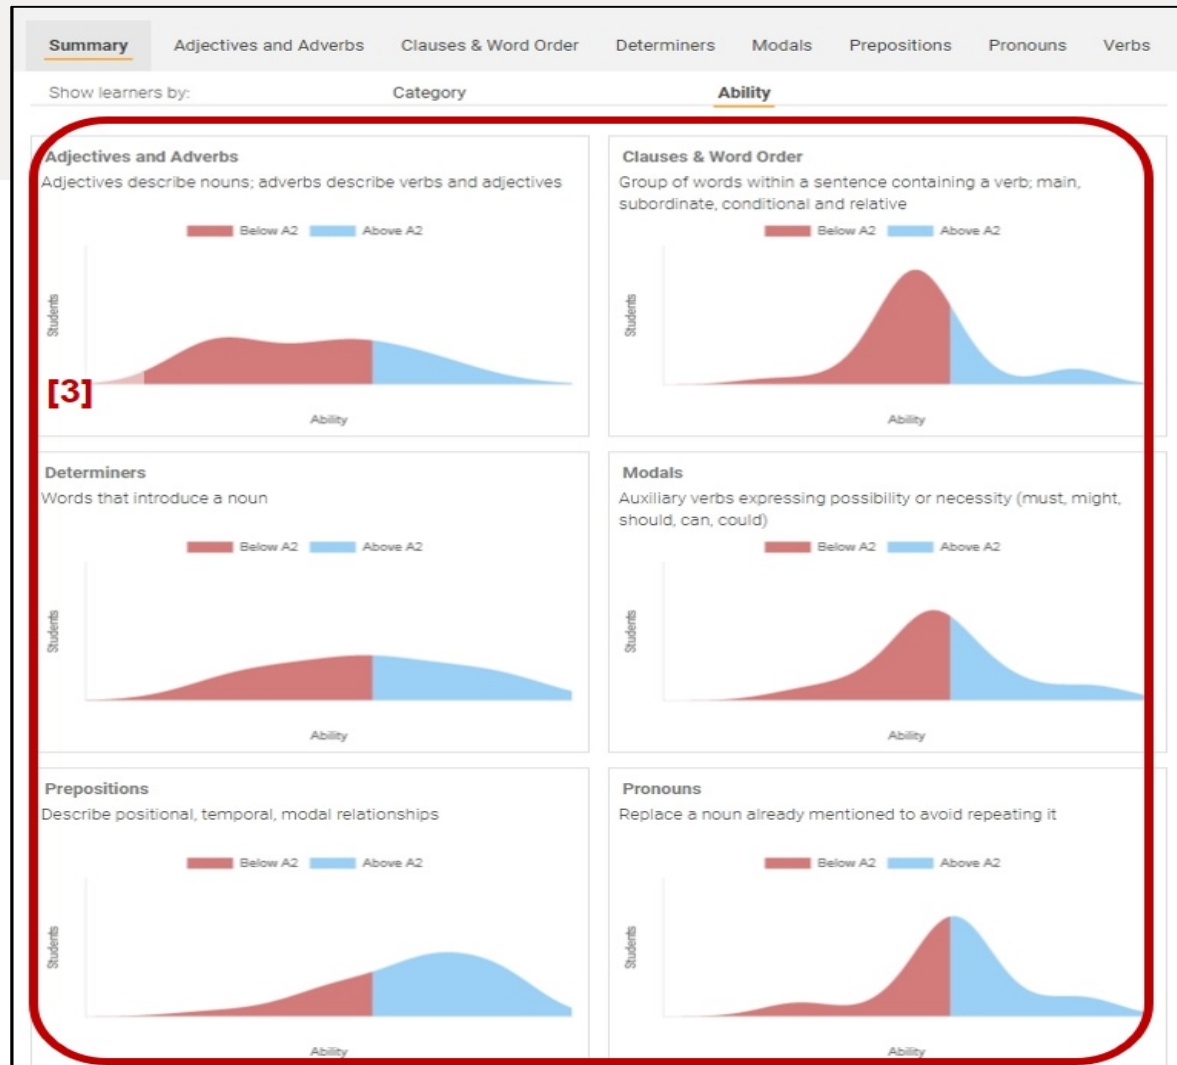 Summary Adjectives and Adverbs Clauses & Word Order Determiners Modals Prepositions Pronouns Verbs
Show learners by: Category Ability
Adjectives and Adverbs
Adjectives describe nouns; adverbs describe verbs and adjectives
Below A2 Above A2
Students
[3]
Ability
Clauses & Word Order
Group of words within a sentence containing a verb; main,
subordinate, conditional and relative
Below A2 Above A2
Students
Ability
Determiners
Words that introduce a noun
Below A2 Above A2
Students
Ability
Modals
Auxiliary verbs expressing possibility or necessity (must, might,
should, can, could)
Below A2 Above A2
Students
Ability
Prepositions
Describe positional, temporal, modal relationships
Below A2 Above A2
Students
Ability
Pronouns
Replace a noun already mentioned to avoid repeating it
Below A2 Above A2
Students
Ability